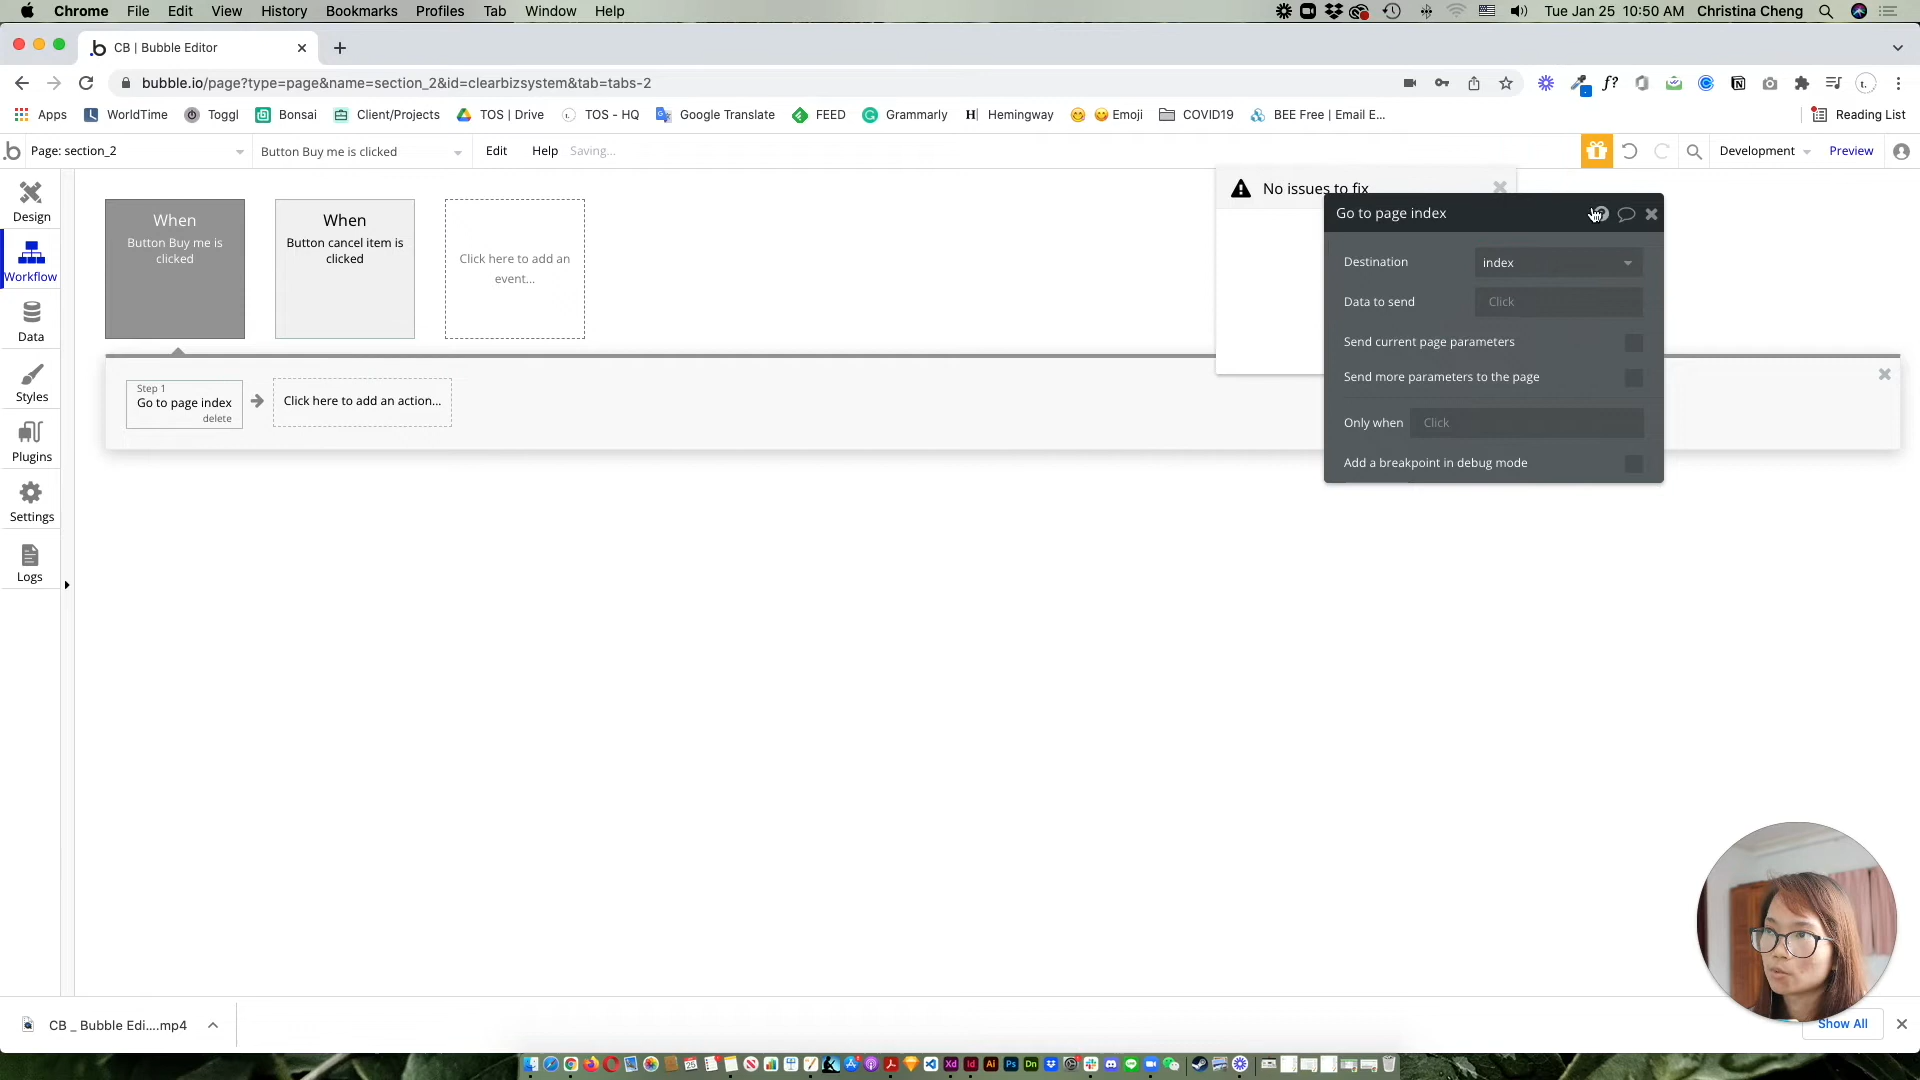 Chrome File Edit View History Bookmarks Profiles Tab Window Help Tue Jan 25 10:50 AM Christina Cheng
CB | Bubble Editor
bubble.io/page?type=page&name=section_2&id=clearbizsystem&tab=tabs-2
Apps WorldTime Toggl Bonsai Client/Projects TOS | Drive TOS - HQ Google Translate FEED Grammarly Hemingway Emoji COVID19 BEE Free | Email E... Reading List
Page: section_2 Button Buy me is clicked Edit Help Saving... Development Preview
Design
Workflow
Data
Styles
Plugins
Settings
Logs
When
Button Buy me is
clicked
When
Button cancel item is
clicked
Click here to add an
event...
Step 1
Go to page index
delete
Click here to add an action...
No issues to fix
Go to page index
Destination index
Data to send Click
Send current page parameters
Send more parameters to the page
Only when Click
Add a breakpoint in debug mode
CB _ Bubble Edi....mp4
Show All